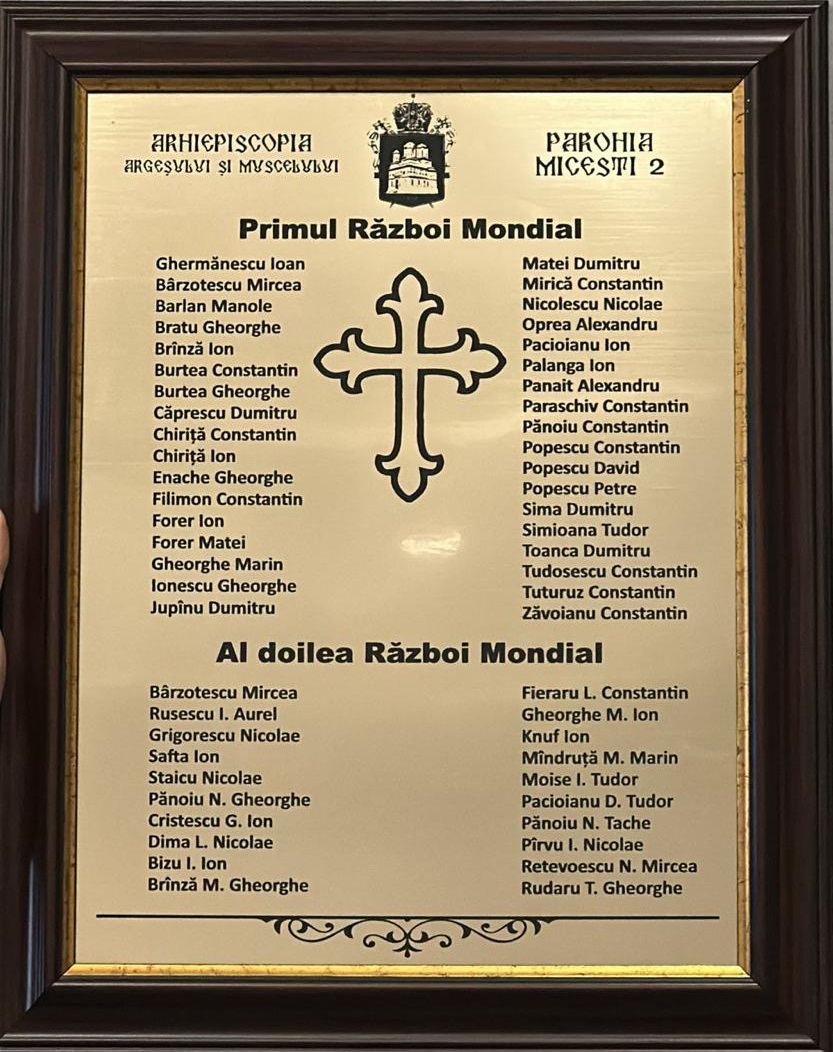 ARHIEPISCOPIA
ARGEȘULUI ȘI MUSCELULUI
PAROHIA
MICEȘTI 2
Primul Război Mondial
Ghermănescu Ioan
Bârzotescu Mircea
Barlan Manole
Bratu Gheorghe
Brînză Ion
Burtea Constantin
Burtea Gheorghe
Căprescu Dumitru
Chiriță Constantin
Chiriță Ion
Enache Gheorghe
Filimon Constantin
Forer Ion
Forer Matei
Gheorghe Marin
Ionescu Gheorghe
Jupînu Dumitru
Matei Dumitru
Mirică Constantin
Nicolescu Nicolae
Oprea Alexandru
Pacioianu Ion
Palanga Ion
Panait Alexandru
Paraschiv Constantin
Pănoiu Constantin
Popescu Constantin
Popescu David
Popescu Petre
Sima Dumitru
Simioana Tudor
Toanca Dumitru
Tudosescu Constantin
Tuturuz Constantin
Zăvoianu Constantin
Al doilea Război Mondial
Bârzotescu Mircea
Rusescu I. Aurel
Grigorescu Nicolae
Safta Ion
Staicu Nicolae
Pănoiu N. Gheorghe
Cristescu G. Ion
Dima L. Nicolae
Bizu I. Ion
Brînză M. Gheorghe
Fieraru L. Constantin
Gheorghe M. Ion
Knuf Ion
Mîndruță M. Marin
Moise I. Tudor
Pacioianu D. Tudor
Pănoiu N. Tache
Pîrvu I. Nicolae
Retevoescu N. Mircea
Rudaru T. Gheorghe